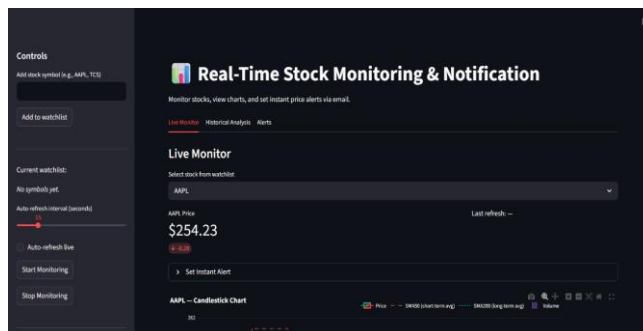 Controls
Add stock symbol (e.g., AAPL, TCS)
Add to watchlist
Current watchlist:
No symbols yet.
Auto-refresh interval (seconds)
15
Auto-refresh live
Start Monitoring
Stop Monitoring
Real-Time Stock Monitoring & Notification
Monitor stocks, view charts, and set instant price alerts via email.
Live Monitor Historical Analysis Alerts
Live Monitor
Select stock from watchlist
AAPL
AAPL Price
Last refresh: —
$254.23
Set Instant Alert
AAPL — Candlestick Chart
Price
SMA50 (short term avg)
SMA200 (long term avg)
Volume